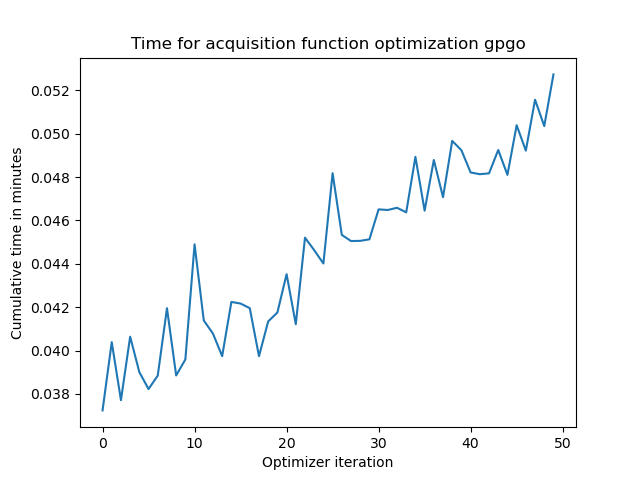 Time for acquisition function optimization gpgo
Cumulative time in minutes
0.052
0.050
0.048
0.046
0.044
0.042
0.040
0.038
0 10 20 30 40 50
Optimizer iteration